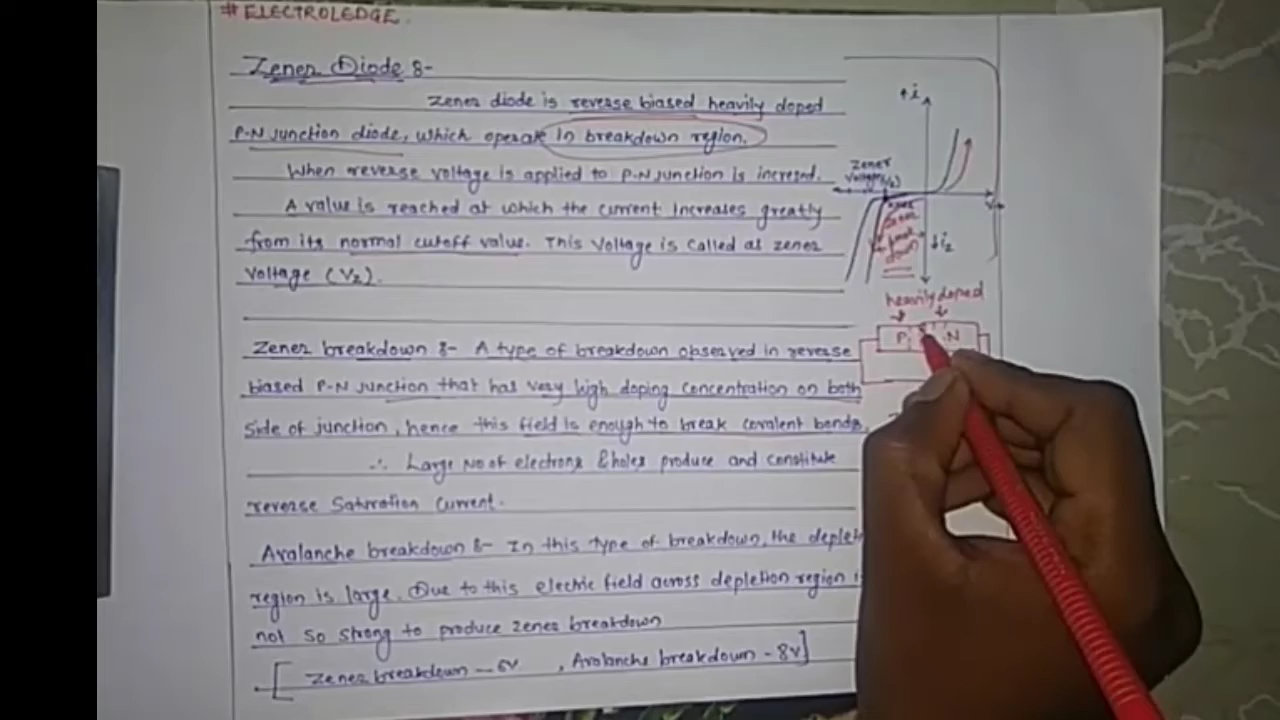 #ELECTROLEDGE.
Zener Diode :-
Zener diode is reverse biased heavily doped
P-N junction diode, which operate in breakdown region.
When reverse voltage is applied to P-N junction is incresed.
A value is reached at which the current increases greatly
from its normal cutoff value. This voltage is called as zener
voltage (Vz).
Zener breakdown :- A type of breakdown observed in reverse
biased P-N junction that has very high doping concentration on both
side of junction, hence this field is enough to break covalent bonds.
∴ Large No of electrons & holes produce and constitute
reverse Saturation Current.
Avalanche breakdown :- In this type of breakdown, the deplet
region is large. Due to this electric field across depletion region
not so strong to produce zener breakdown
[ Zener breakdown - 6V , Avalanche breakdown - 8V]
+i
Zener
voltage(Vz)
V+
↓iz
heavily doped
P N